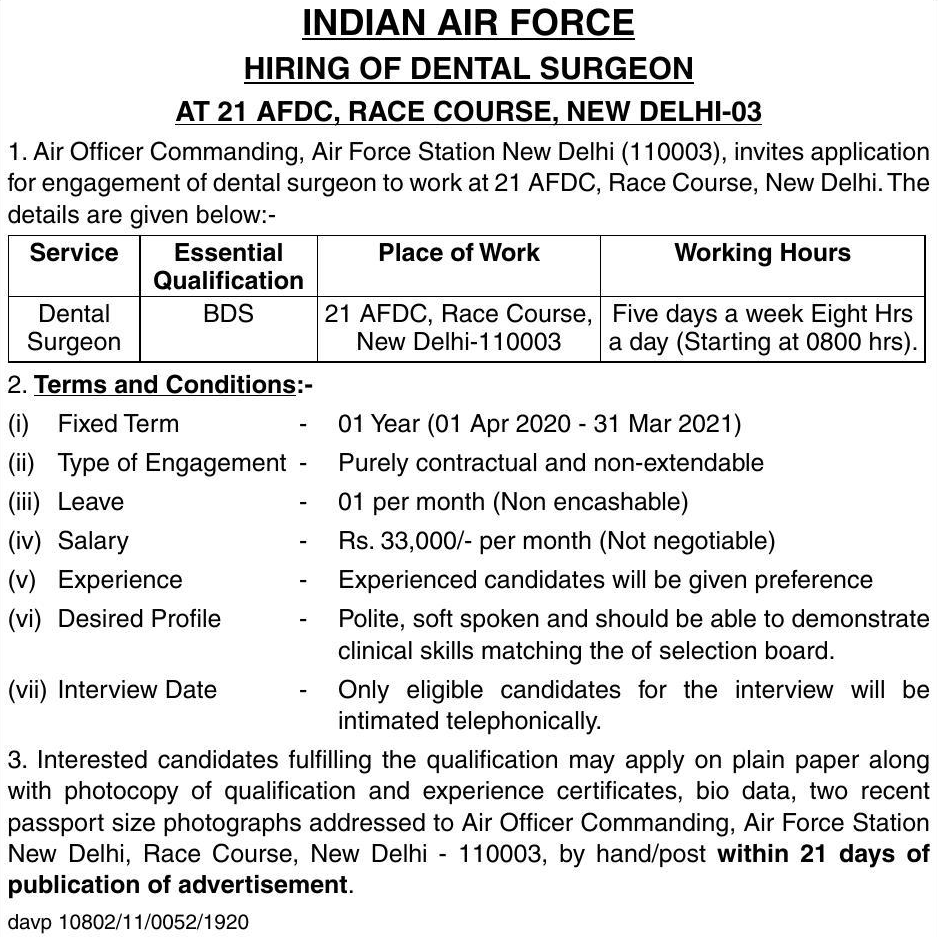 INDIAN AIR FORCE
HIRING OF DENTAL SURGEON
AT 21 AFDC, RACE COURSE, NEW DELHI-03
1. Air Officer Commanding, Air Force Station New Delhi (110003), invites application
for engagement of dental surgeon to work at 21 AFDC, Race Course, New Delhi. The
details are given below:-
Service Essential Place of Work Working Hours
Qualification
Dental BDS 21 AFDC, Race Course, Five days a week Eight Hrs
Surgeon New Delhi-110003 a day (Starting at 0800 hrs).
2. Terms and Conditions:-
(i) Fixed Term - 01 Year (01 Apr 2020 - 31 Mar 2021)
(ii) Type of Engagement - Purely contractual and non-extendable
(iii) Leave - 01 per month (Non encashable)
(iv) Salary - Rs. 33,000/- per month (Not negotiable)
(v) Experience - Experienced candidates will be given preference
(vi) Desired Profile - Polite, soft spoken and should be able to demonstrate
clinical skills matching the of selection board.
(vii) Interview Date - Only eligible candidates for the interview will be
intimated telephonically.
3. Interested candidates fulfilling the qualification may apply on plain paper along
with photocopy of qualification and experience certificates, bio data, two recent
passport size photographs addressed to Air Officer Commanding, Air Force Station
New Delhi, Race Course, New Delhi - 110003, by hand/post within 21 days of
publication of advertisement.
davp 10802/11/0052/1920